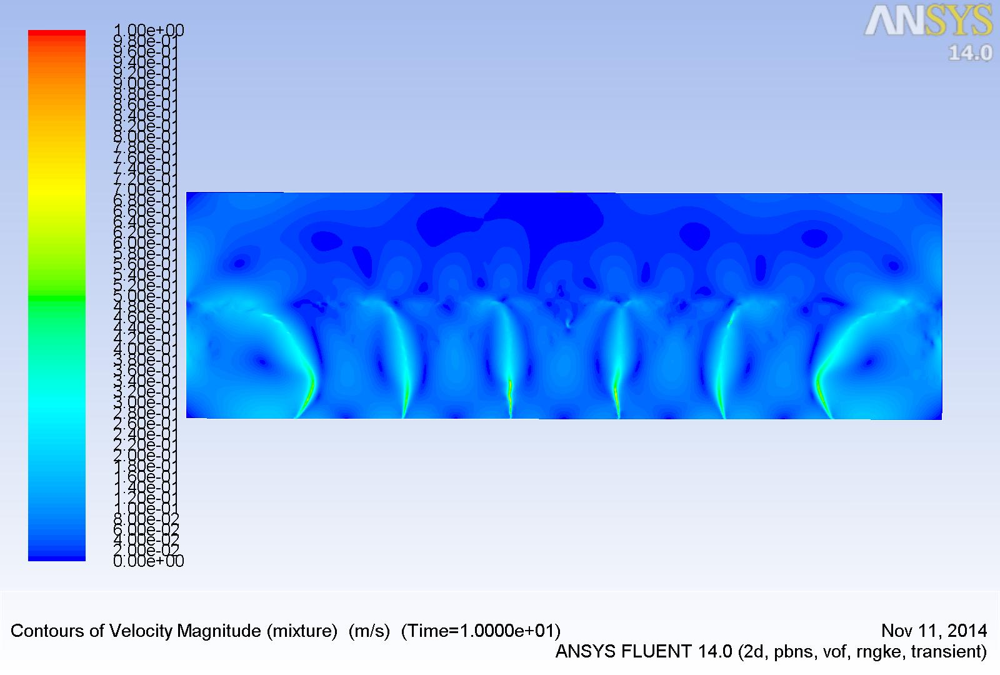 ANSYS
14.0
1.00e+00
9.80e-01
9.60e-01
9.40e-01
9.20e-01
9.00e-01
8.80e-01
8.60e-01
8.40e-01
8.20e-01
8.00e-01
7.80e-01
7.60e-01
7.40e-01
7.20e-01
7.00e-01
6.80e-01
6.60e-01
6.40e-01
6.20e-01
6.00e-01
5.80e-01
5.60e-01
5.40e-01
5.20e-01
5.00e-01
4.80e-01
4.60e-01
4.40e-01
4.20e-01
4.00e-01
3.80e-01
3.60e-01
3.40e-01
3.20e-01
3.00e-01
2.80e-01
2.60e-01
2.40e-01
2.20e-01
2.00e-01
1.80e-01
1.60e-01
1.40e-01
1.20e-01
1.00e-01
8.00e-02
6.00e-02
4.00e-02
2.00e-02
0.00e+00
Contours of Velocity Magnitude (mixture) (m/s) (Time=1.0000e+01)
Nov 11, 2014
ANSYS FLUENT 14.0 (2d, pbns, vof, rngke, transient)